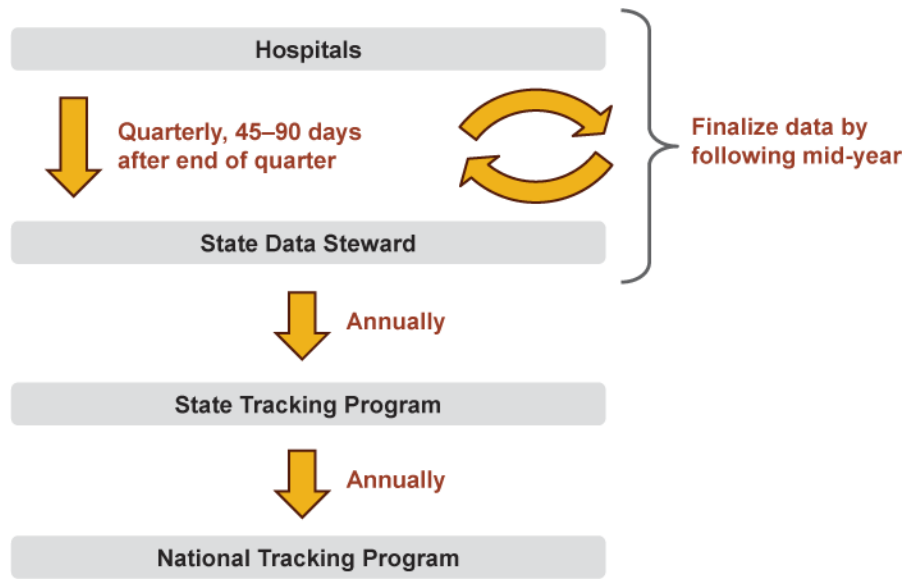 Hospitals
Quarterly, 45–90 days
after end of quarter
Finalize data by
following mid-year
State Data Steward
Annually
State Tracking Program
Annually
National Tracking Program